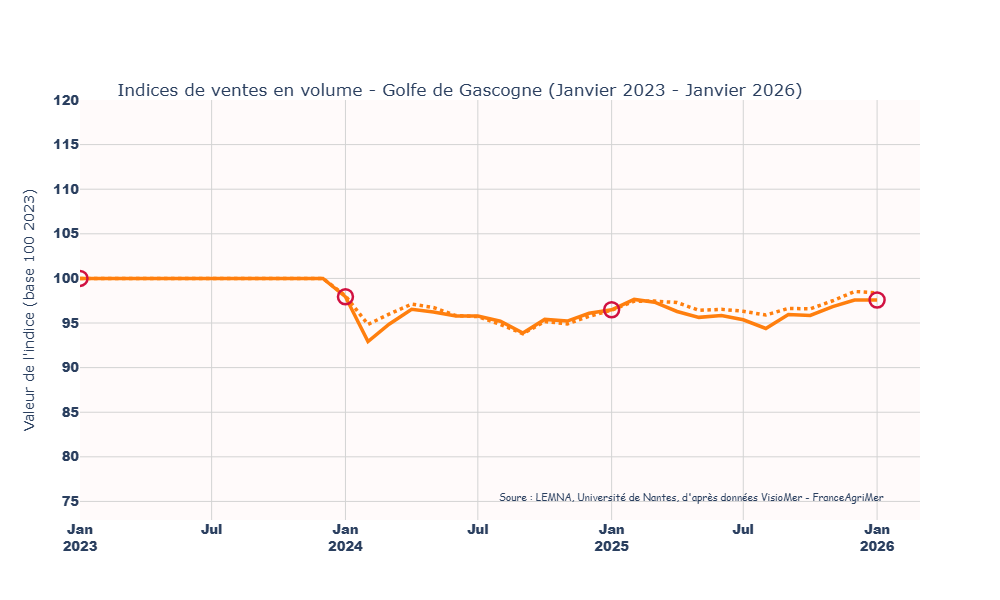 Indices de ventes en volume - Golfe de Gascogne (Janvier 2023 - Janvier 2026)
Valeur de l'indice (base 100 2023)
120
115
110
105
100
95
90
85
80
75
Soure : LEMNA, Université de Nantes, d'après données VisioMer - FranceAgriMer
Jan Jul Jan Jul Jan Jul Jan
2023 2024 2025 2026